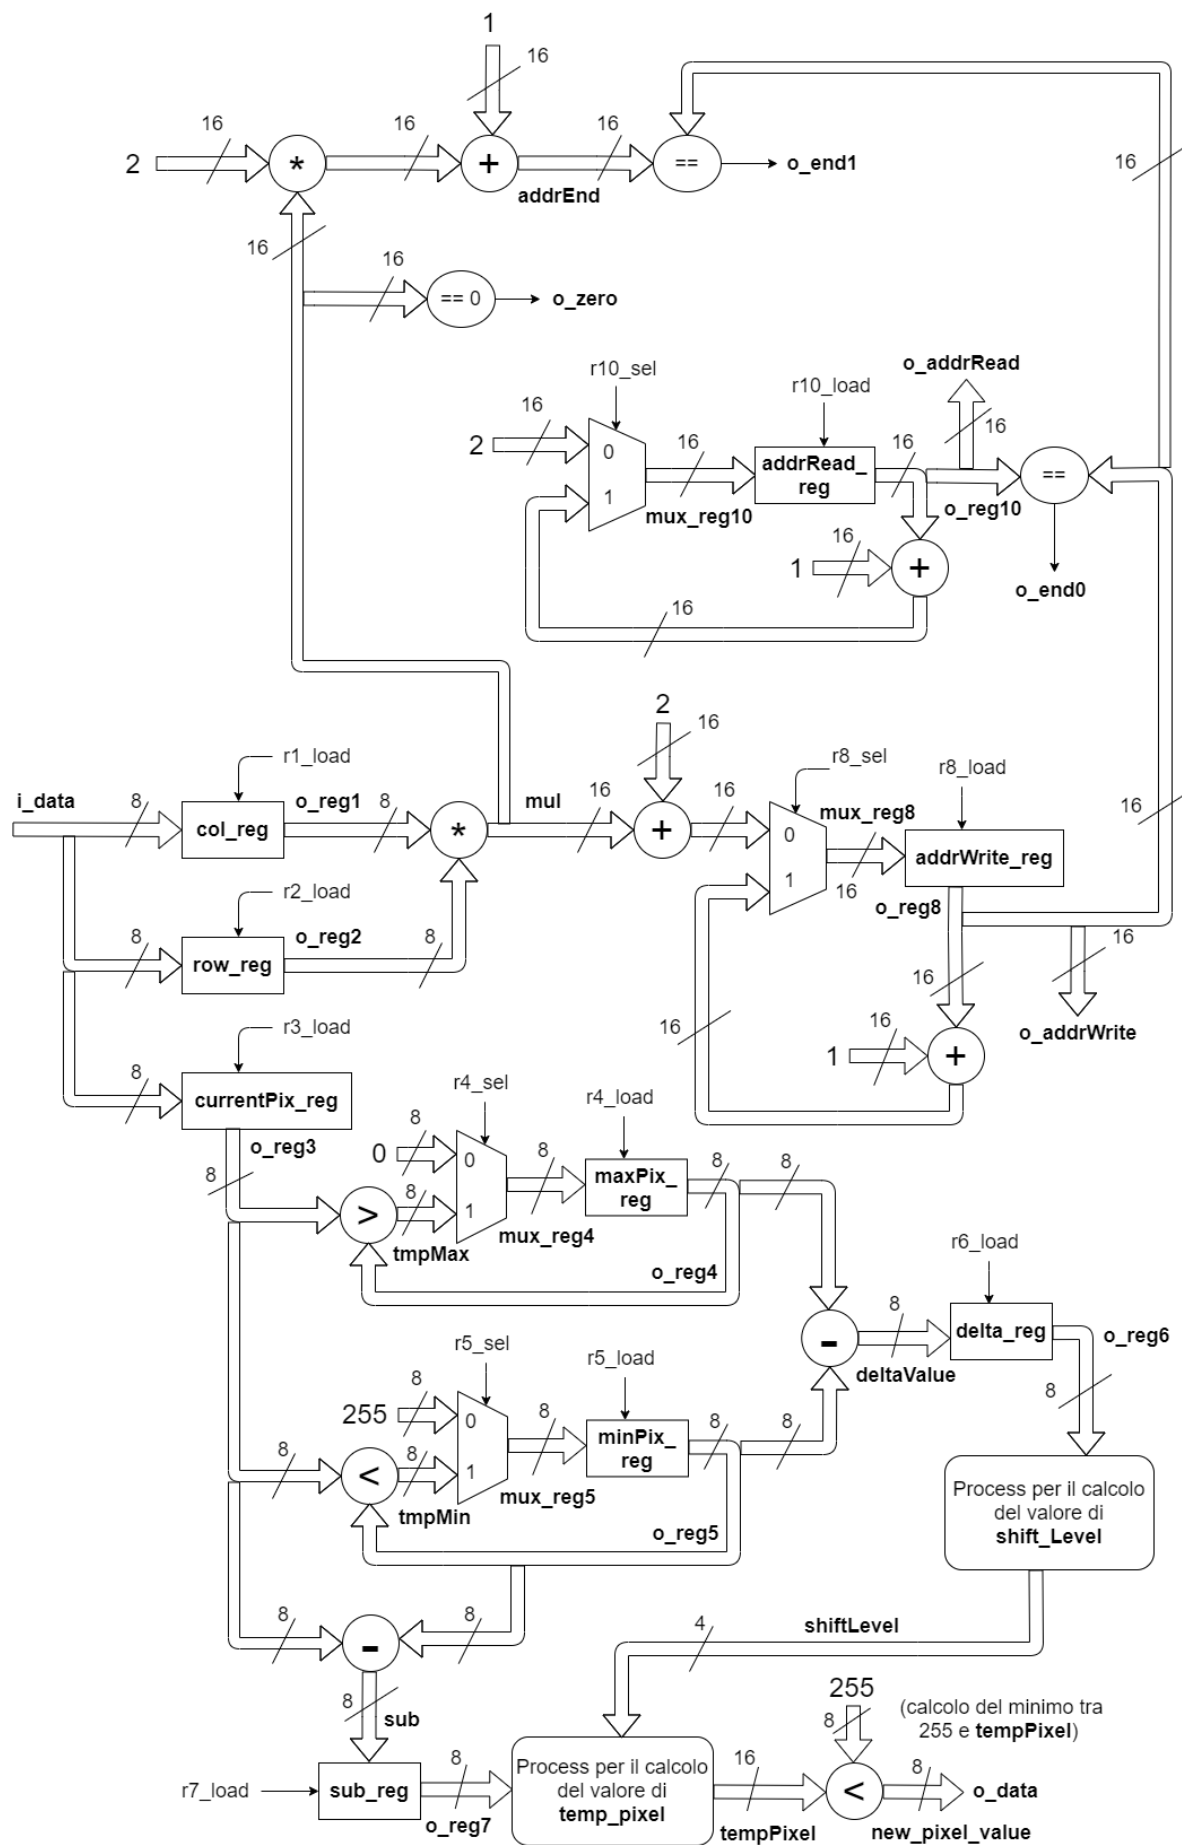 1
16
16
16
16
2
*
+
==
o_end1
addrEnd
16
16
16
== 0
o_zero
r10_sel
r10_load
o_addrRead
16
16
2
0
16
addrRead_
reg
16
==
1
mux_reg10
o_reg10
16
1
+
o_end0
16
2
16
r1_load
r8_sel
r8_load
i_data
8
o_reg1
8
mul
16
16
mux_reg8
16
col_reg
*
+
0
addrWrite_reg
1
16
r2_load
o_reg8
8
o_reg2
8
row_reg
16
16
r3_load
16
16
o_addrWrite
1
+
8
currentPix_reg
r4_sel
r4_load
o_reg3
8
0
0
8
maxPix_
reg
8
8
8
>
8
1
mux_reg4
tmpMax
o_reg4
r6_load
r5_sel
r5_load
-
8
delta_reg
o_reg6
deltaValue
8
255
0
8
minPix_
reg
8
8
8
8
<
8
1
mux_reg5
tmpMin
o_reg5
Process per il calcolo
del valore di
shift_Level
8
-
8
4
shiftLevel
8
sub
255
(calcolo del minimo tra
255 e tempPixel)
8
r7_load
sub_reg
8
o_reg7
Process per il calcolo
del valore di
temp_pixel
16
tempPixel
<
8
o_data
new_pixel_value